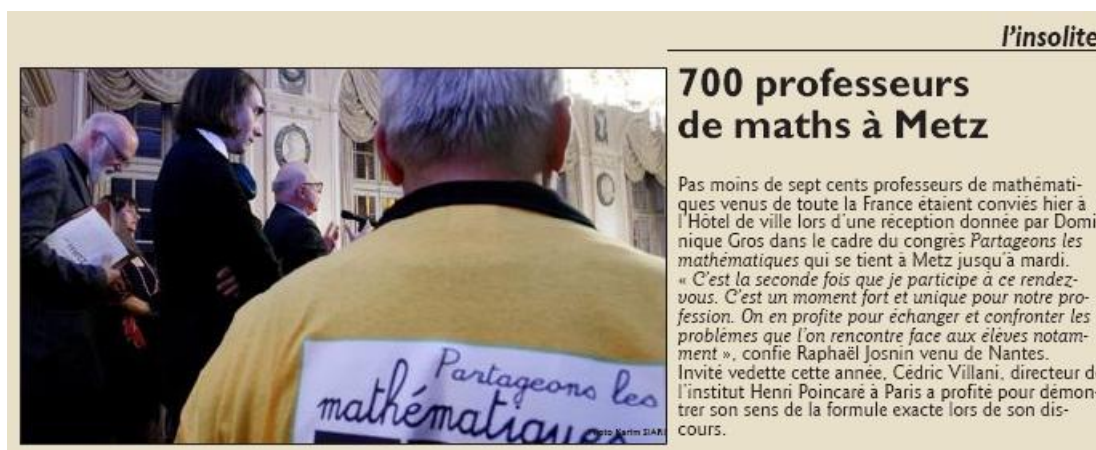 l'insolite
700 professeurs
de maths à Metz
Pas moins de sept cents professeurs de mathémati-
ques venus de toute la France étaient conviés hier à
l'Hôtel de ville lors d'une réception donnée par Domi-
nique Gros dans le cadre du congrès Partageons les
mathématiques qui se tient à Metz jusqu'à mardi.
« C'est la seconde fois que je participe à ce rendez-
vous. C'est un moment fort et unique pour notre pro-
fession. On en profite pour échanger et confronter les
problèmes que l'on rencontre face aux élèves notam-
ment », confie Raphaël Josnin venu de Nantes.
Invité vedette cette année, Cédric Villani, directeur de
l'institut Henri Poincaré à Paris a profité pour démon-
trer son sens de la formule exacte lors de son dis-
cours.
Partageons les
mathématiques
Photo Karim SIARI